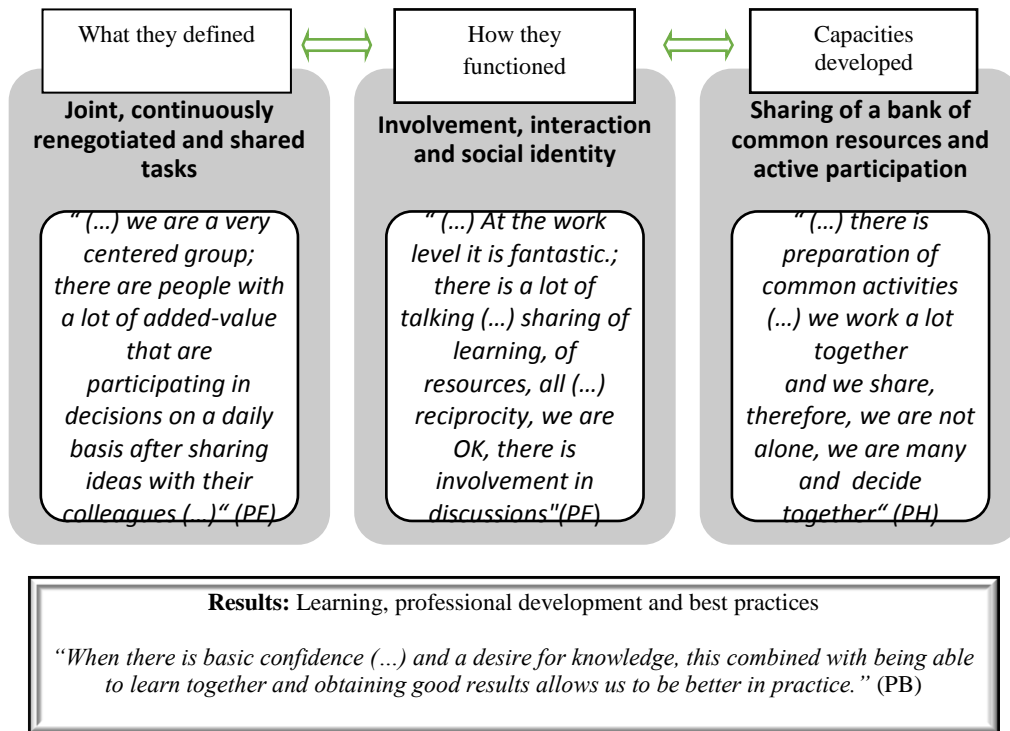 What they defined
How they
functioned
Capacities
developed
Joint, continuously
renegotiated and shared
tasks
“ (…) we are a very
centered group;
there are people with
a lot of added-value
that are
participating in
decisions on a daily
basis after sharing
ideas with their
colleagues (…)“ (PF)
Involvement, interaction
and social identity
“ (…) At the work
level it is fantastic.;
there is a lot of
talking (…) sharing of
learning, of
resources, all (…)
reciprocity, we are
OK, there is
involvement in
discussions"(PF)
Sharing of a bank of
common resources and
active participation
“ (…) there is
preparation of
common activities
(…) we work a lot
together
and we share,
therefore, we are not
alone, we are many
and decide
together“ (PH)
Results: Learning, professional development and best practices
“When there is basic confidence (…) and a desire for knowledge, this combined with being able
to learn together and obtaining good results allows us to be better in practice.” (PB)